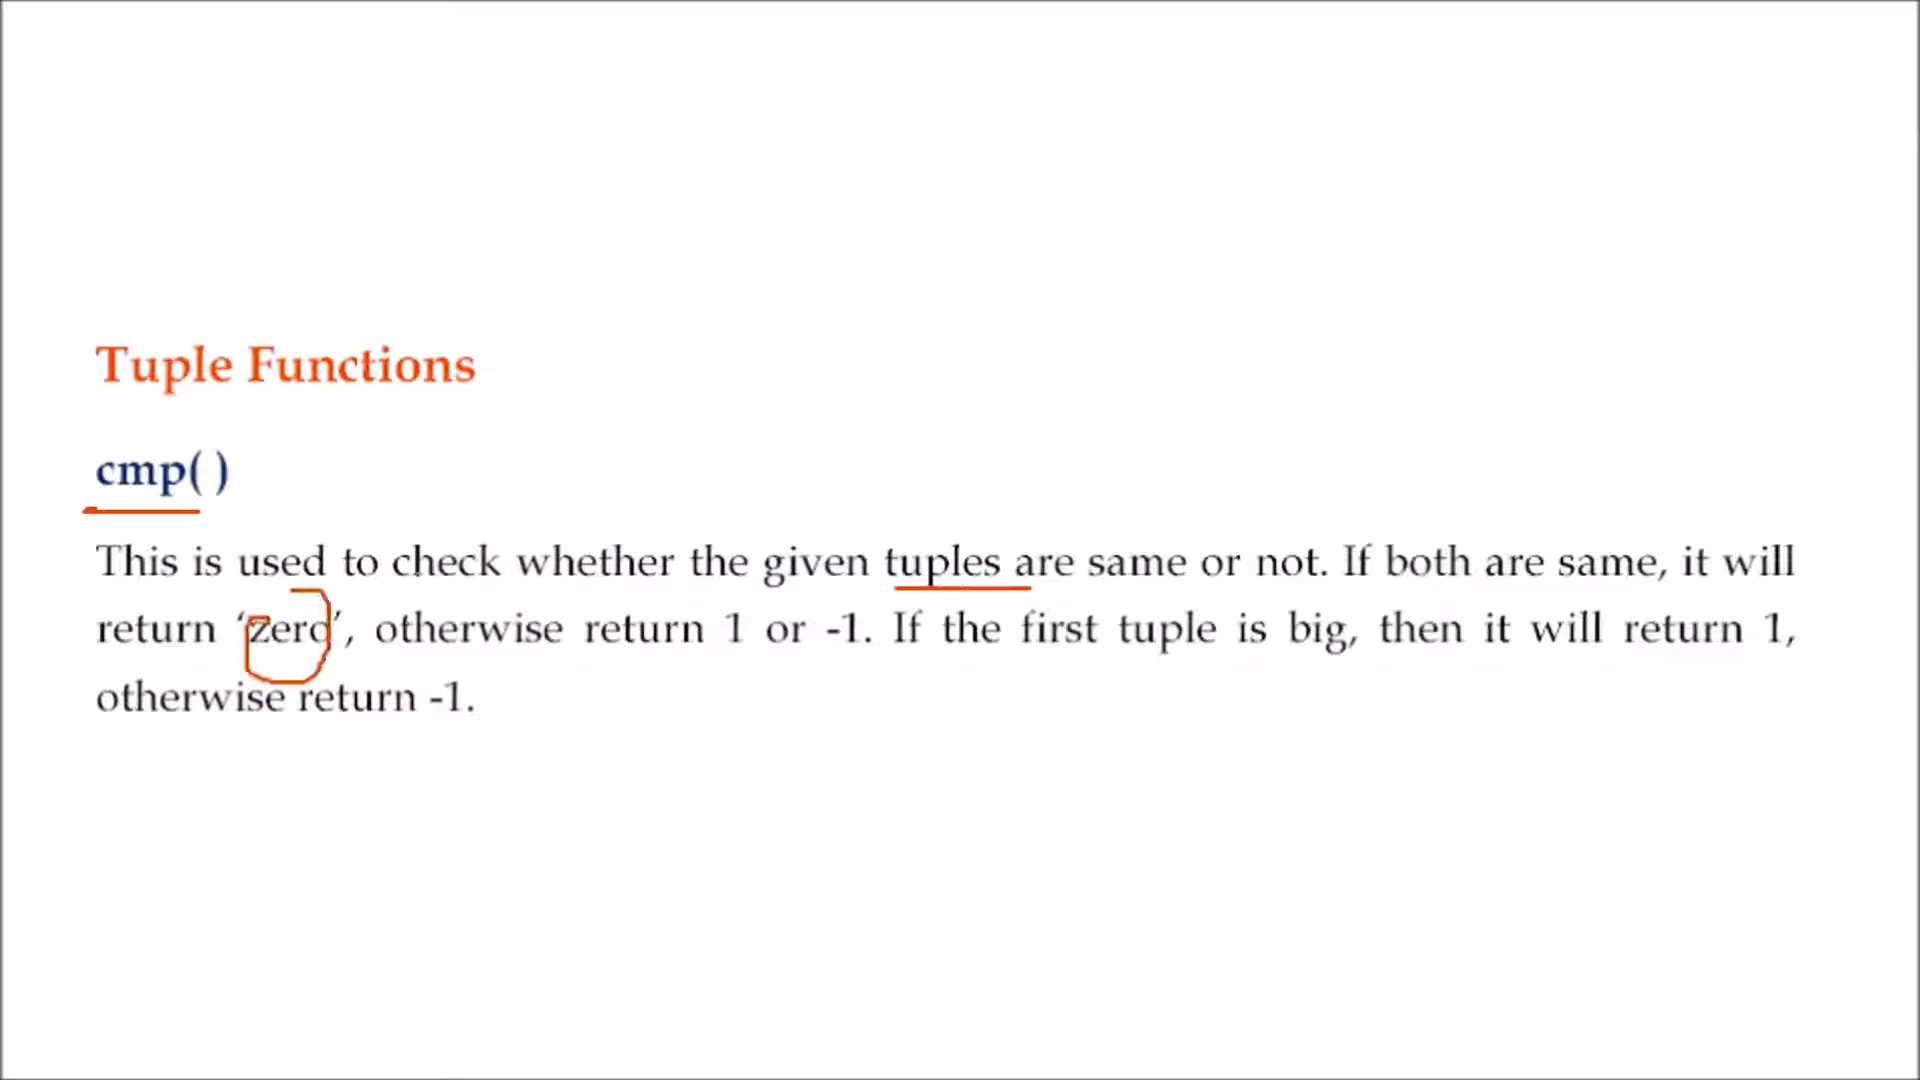 Tuple Functions
cmp( )
This is used to check whether the given tuples are same or not. If both are same, it will
return ‘zero’, otherwise return 1 or -1. If the first tuple is big, then it will return 1,
otherwise return -1.